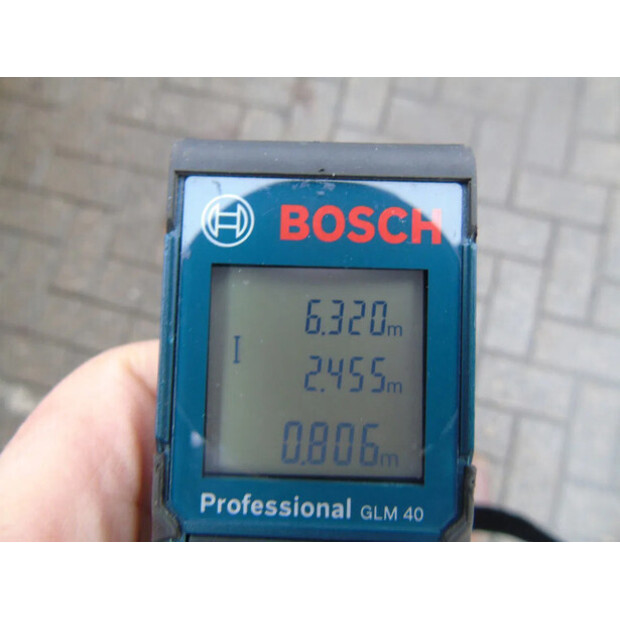 BOSCH
6.320m
2.455m
0.806m
Professional GLM 40